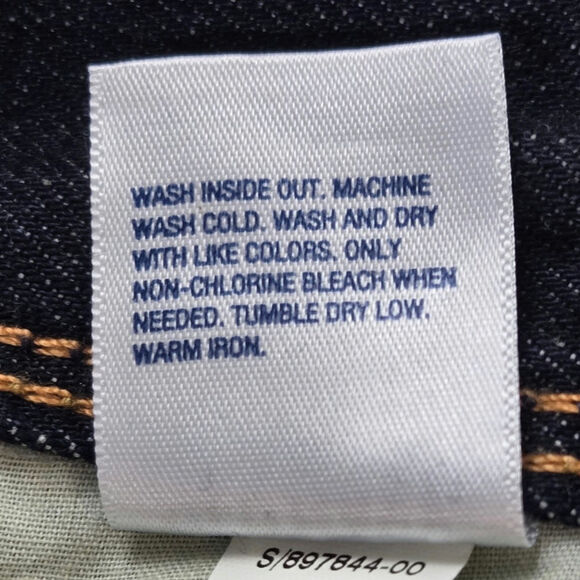 WASH INSIDE OUT. MACHINE
WASH COLD. WASH AND DRY
WITH LIKE COLORS. ONLY
NON-CHLORINE BLEACH WHEN
NEEDED. TUMBLE DRY LOW.
WARM IRON.
S/897844-00